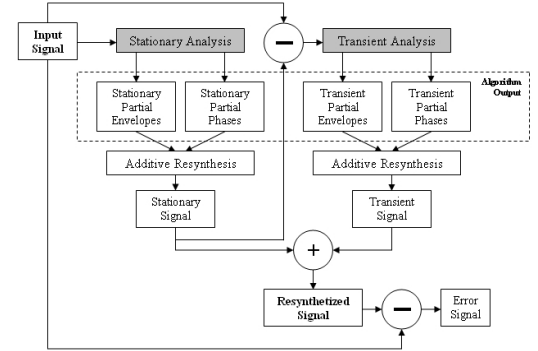 Input
Signal
Stationary Analysis
−
Transient Analysis
Algorithm
Output
Stationary
Partial
Envelopes
Stationary
Partial
Phases
Transient
Partial
Envelopes
Transient
Partial
Phases
Additive Resynthesis
Additive Resynthesis
Stationary
Signal
Transient
Signal
+
Resynthetized
Signal
−
Error
Signal